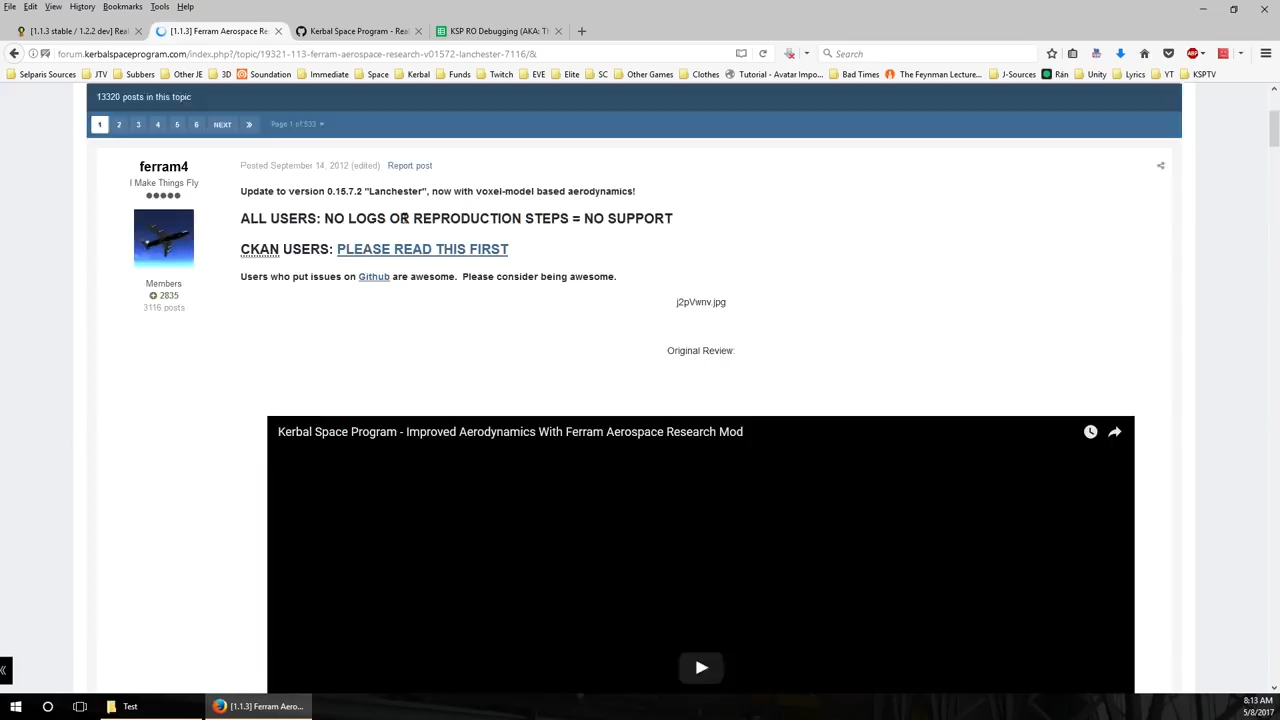 File Edit View History Bookmarks Tools Help
[1.1.3 stable / 1.2.2 dev] Real
[1.1.3] Ferram Aerospace Re
Kerbal Space Program - Real
KSP RO Debugging (AKA: Th
forum.kerbalspaceprogram.com/index.php?/topic/19321-113-ferram-aerospace-research-v01572-lanchester-7116/&
Search
ABP
Selparis Sources JTV Subbers Other JE 3D Soundation Immediate Space Kerbal Funds Twitch EVE Elite SC Other Games Clothes Tutorial - Avatar Impo... Bad Times The Feynman Lecture... J-Sources Rán Unity Lyrics YT KSPTV
13320 posts in this topic
1 2 3 4 5 6 NEXT Page 1 of 533
ferram4
I Make Things Fly
Members
2835
3116 posts
Posted September 14, 2012 (edited) Report post
Update to version 0.15.7.2 "Lanchester", now with voxel-model based aerodynamics!
ALL USERS: NO LOGS OR REPRODUCTION STEPS = NO SUPPORT
CKAN USERS: PLEASE READ THIS FIRST
Users who put issues on Github are awesome. Please consider being awesome.
j2pVwnv.jpg
Original Review:
Kerbal Space Program - Improved Aerodynamics With Ferram Aerospace Research Mod
Test
[1.1.3] Ferram Aero...
8:13 AM
5/8/2017